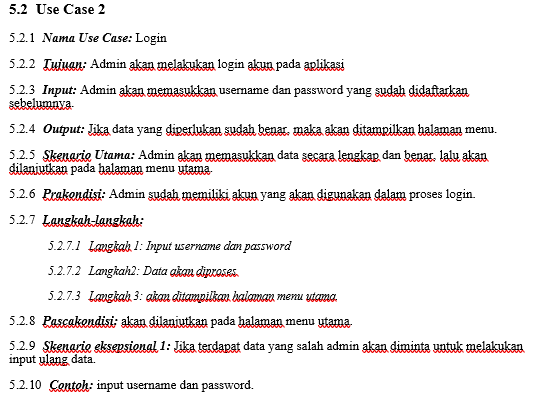 5.2 Use Case 2
5.2.1 Nama Use Case: Login
5.2.2 Tujuan: Admin akan melakukan login akun pada aplikasi
5.2.3 Input: Admin akan memasukkan username dan password yang sudah didaftarkan
sebelumnya.
5.2.4 Output: Jika data yang diperlukan sudah benar, maka akan ditampilkan halaman menu.
5.2.5 Skenario Utama: Admin akan memasukkan data secara lengkap dan benar, lalu akan
dilanjutkan pada halaman menu utama.
5.2.6 Prakondisi: Admin sudah memiliki akun yang akan digunakan dalam proses login.
5.2.7 Langkah-langkah:
5.2.7.1 Langkah 1: Input username dan password
5.2.7.2 Langkah2: Data akan diproses.
5.2.7.3 Langkah 3: akan ditampilkan halaman menu utama.
5.2.8 Pascakondisi: akan dilanjutkan pada halaman menu utama.
5.2.9 Skenario eksepsional 1: Jika terdapat data yang salah admin akan diminta untuk melakukan
input ulang data.
5.2.10 Contoh: input username dan password.